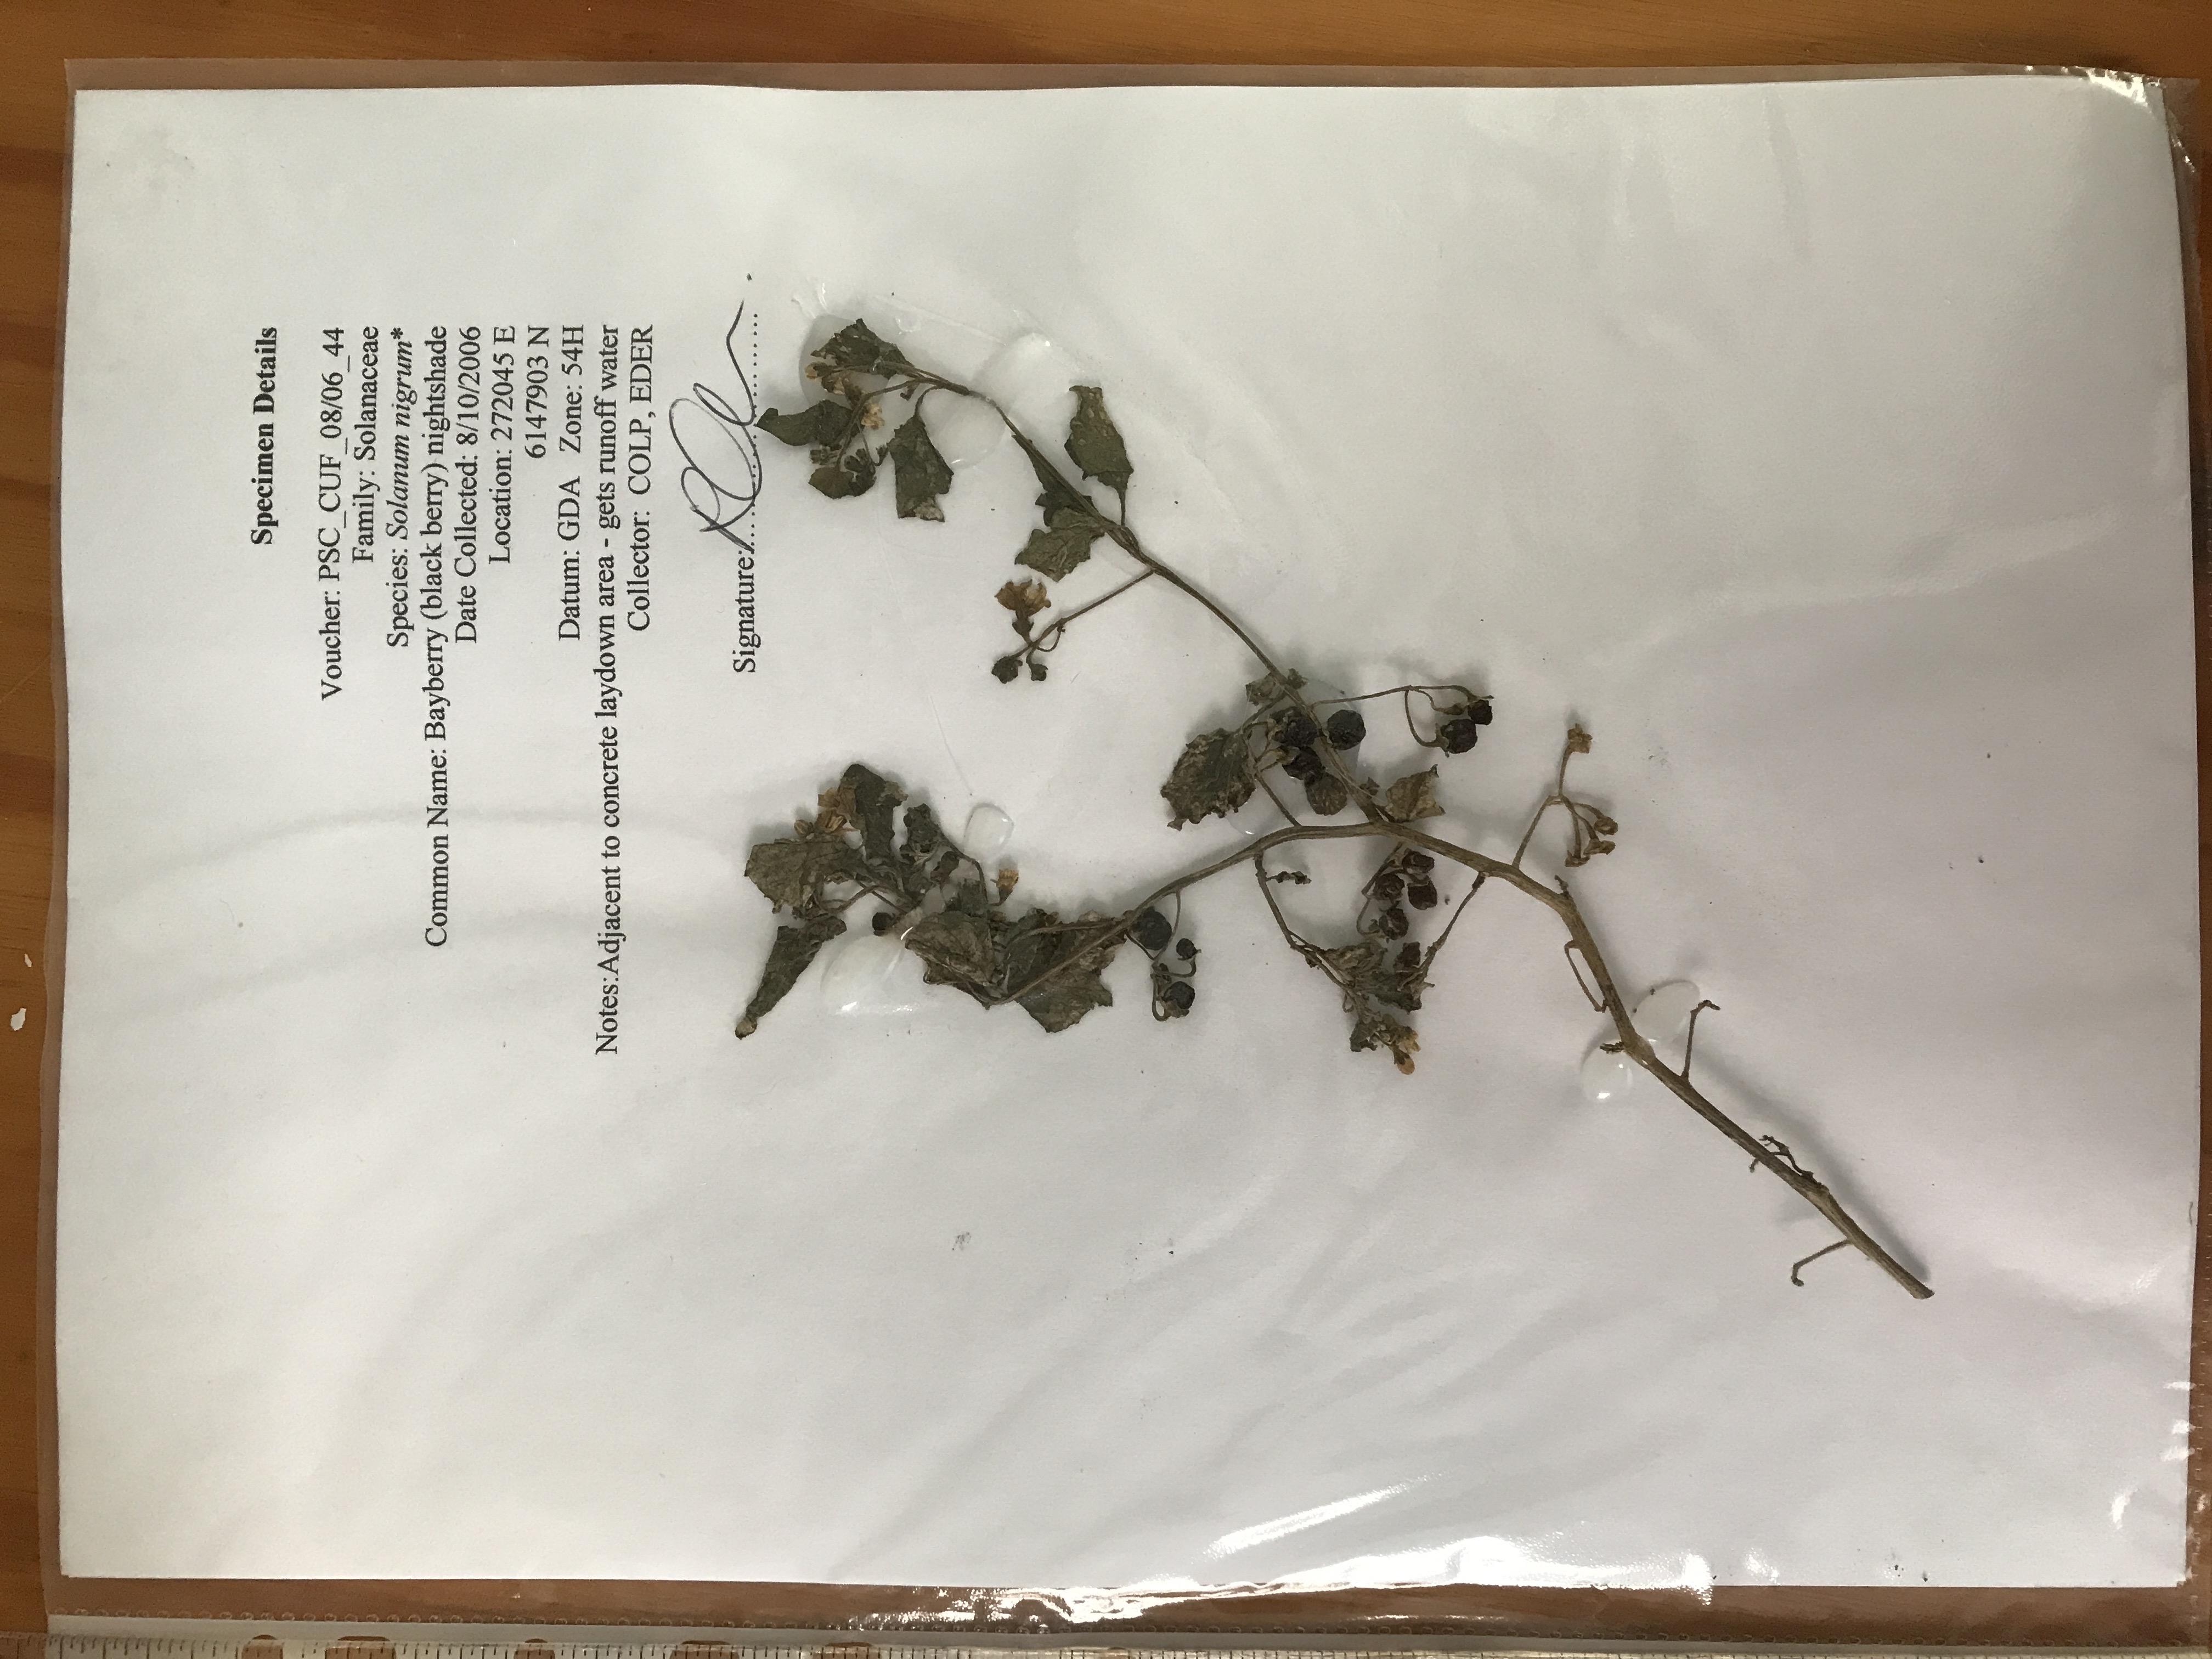 Specimen Details
Voucher: PSC_CUF_08/06_44
Family: Solanaceae
Species: Solanum nigrum*
Common Name: Bayberry (black berry) nightshade
Date Collected: 8/10/2006
Location: 272045 E
6147903 N
Datum: GDA Zone: 54H
Notes:Adjacent to concrete laydown area - gets runoff water
Collector: COLP, EDER
Signature: